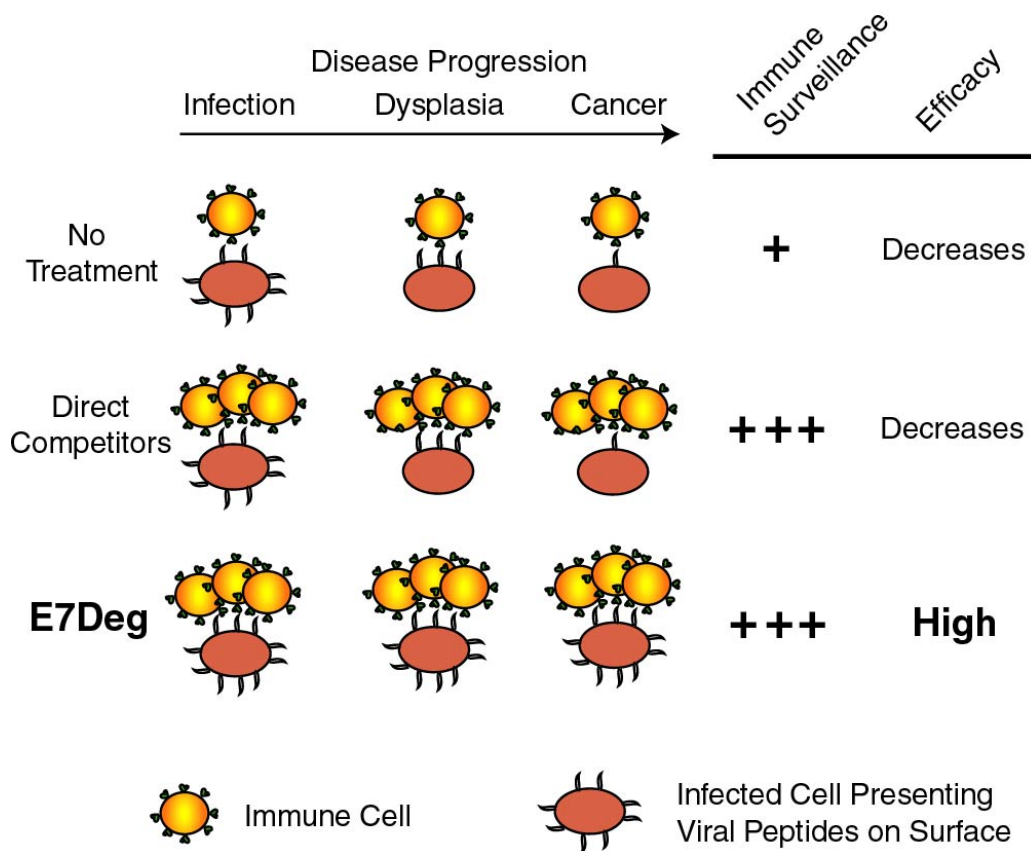 Disease Progression
Infection Dysplasia Cancer
Immune
Surveillance
Efficacy
No
Treatment
+
Decreases
Direct
Competitors
+++
Decreases
E7Deg
+++
High
Immune Cell
Infected Cell Presenting
Viral Peptides on Surface